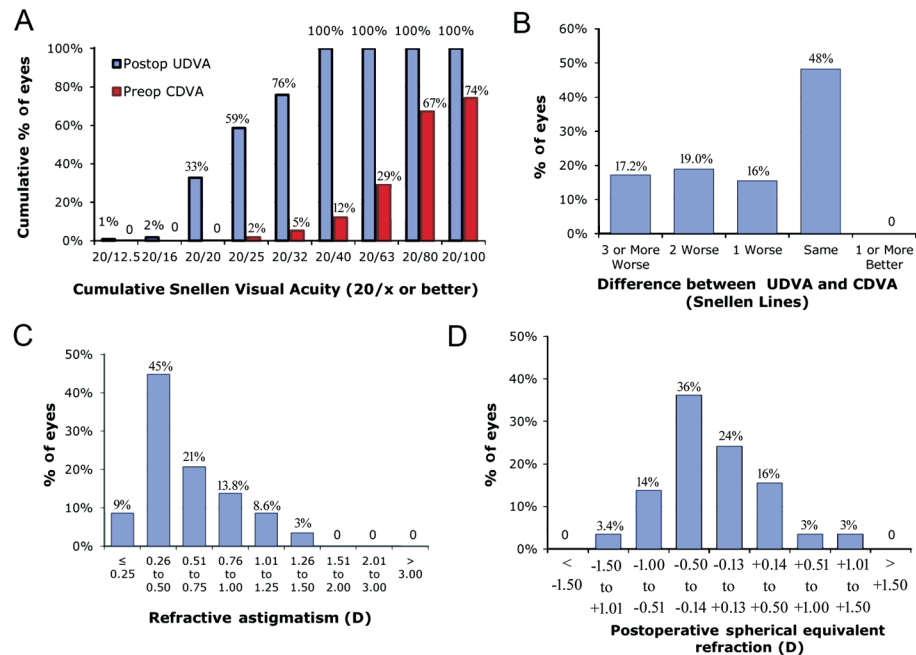 A
100%
80%
60%
40%
20%
0%
Cumulative % of eyes
Postop UDVA
Preop CDVA
1% 0 2% 0 33% 0 59% 2% 76% 5% 100% 12% 100% 29% 100% 67% 100% 74%
20/12.5 20/16 20/20 20/25 20/32 20/40 20/63 20/80 20/100
Cumulative Snellen Visual Acuity (20/x or better)
B
60%
50%
40%
30%
20%
10%
0%
% of eyes
17.2% 19.0% 16% 48% 0
3 or More Worse 2 Worse 1 Worse Same 1 or More Better
Difference between UDVA and CDVA
(Snellen Lines)
C
50%
40%
30%
20%
10%
0%
% of eyes
9% 45% 21% 13.8% 8.6% 3% 0 0 0
≤ 0.25 0.26 to 0.50 0.51 to 0.75 0.76 to 1.00 1.01 to 1.25 1.26 to 1.50 1.51 to 2.00 2.01 to 3.00 > 3.00
Refractive astigmatism (D)
D
50%
40%
30%
20%
10%
0%
% of eyes
0 3.4% 14% 36% 24% 16% 3% 3% 0
< -1.50 -1.50 to +1.01 -1.00 to -0.51 -0.50 to -0.14 -0.13 to +0.13 +0.14 to +0.50 +0.51 to +1.00 +1.01 to +1.50 > +1.50
Postoperative spherical equivalent
refraction (D)